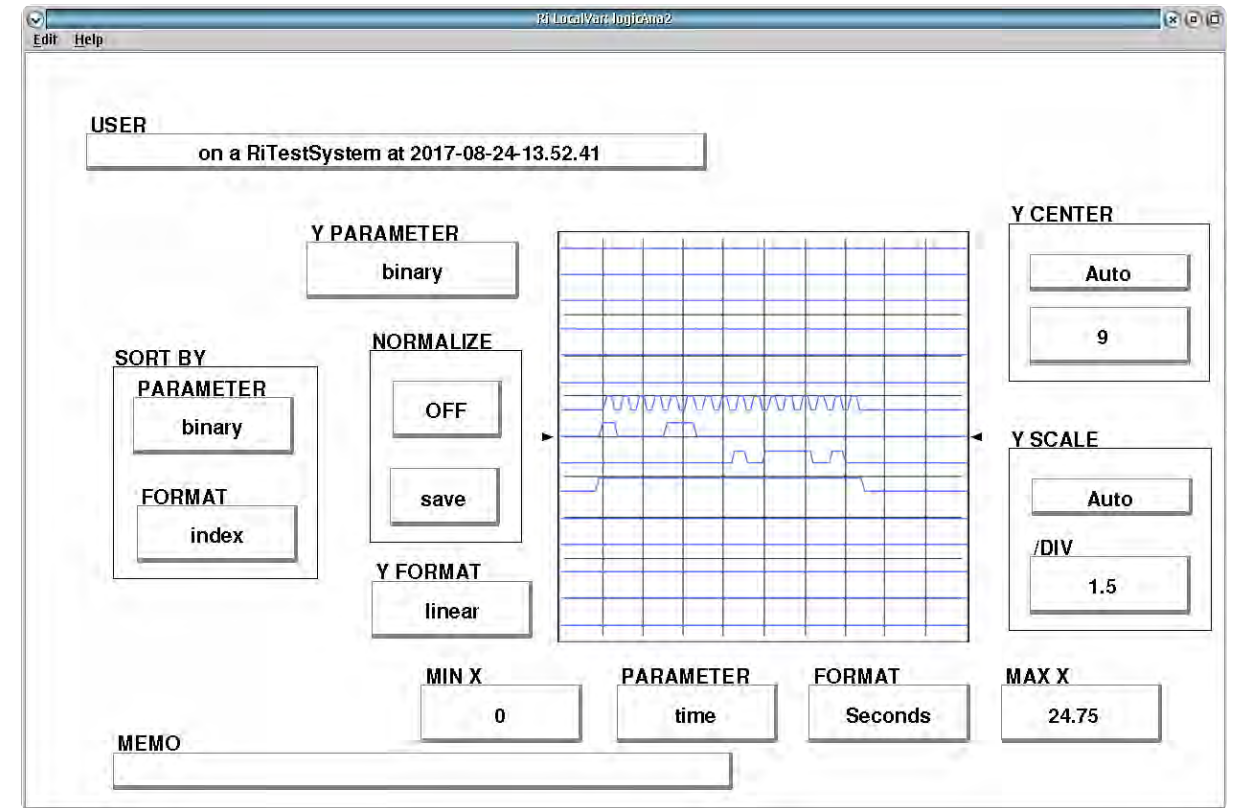 Ri LocalVar: logicAna2
Edit Help
USER
on a RiTestSystem at 2017-08-24-13.52.41
Y PARAMETER
binary
Y CENTER
Auto
9
SORT BY
PARAMETER
binary
FORMAT
index
NORMALIZE
OFF
save
Y FORMAT
linear
Y SCALE
Auto
/DIV
1.5
MIN X
0
PARAMETER
time
FORMAT
Seconds
MAX X
24.75
MEMO